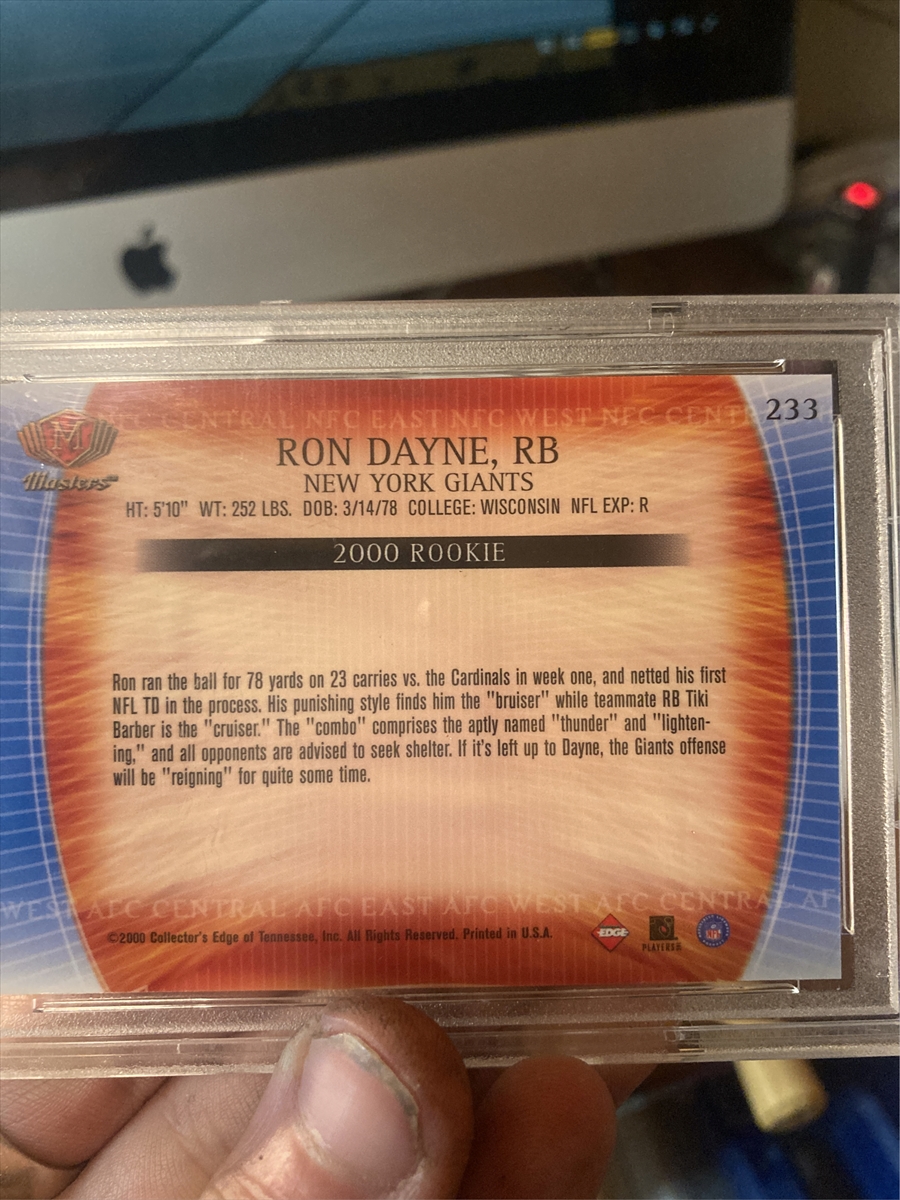 NFC CENTRAL NFC EAST NFC WEST NFC CENTR
233
M
Masters
RON DAYNE, RB
NEW YORK GIANTS
HT: 5'10" WT: 252 LBS. DOB: 3/14/78 COLLEGE: WISCONSIN NFL EXP: R
2000 ROOKIE
Ron ran the ball for 78 yards on 23 carries vs. the Cardinals in week one, and netted his first
NFL TD in the process. His punishing style finds him the "bruiser" while teammate RB Tiki
Barber is the "cruiser." The "combo" comprises the aptly named "thunder" and "lighten-
ing," and all opponents are advised to seek shelter. If it's left up to Dayne, the Giants offense
will be "reigning" for quite some time.
WEST AFC CENTRAL AFC EAST AFC WEST AFC CENTRAL AF
©2000 Collector's Edge of Tennessee, Inc. All Rights Reserved. Printed in U.S.A.
EDGE
PLAYERS
NFL